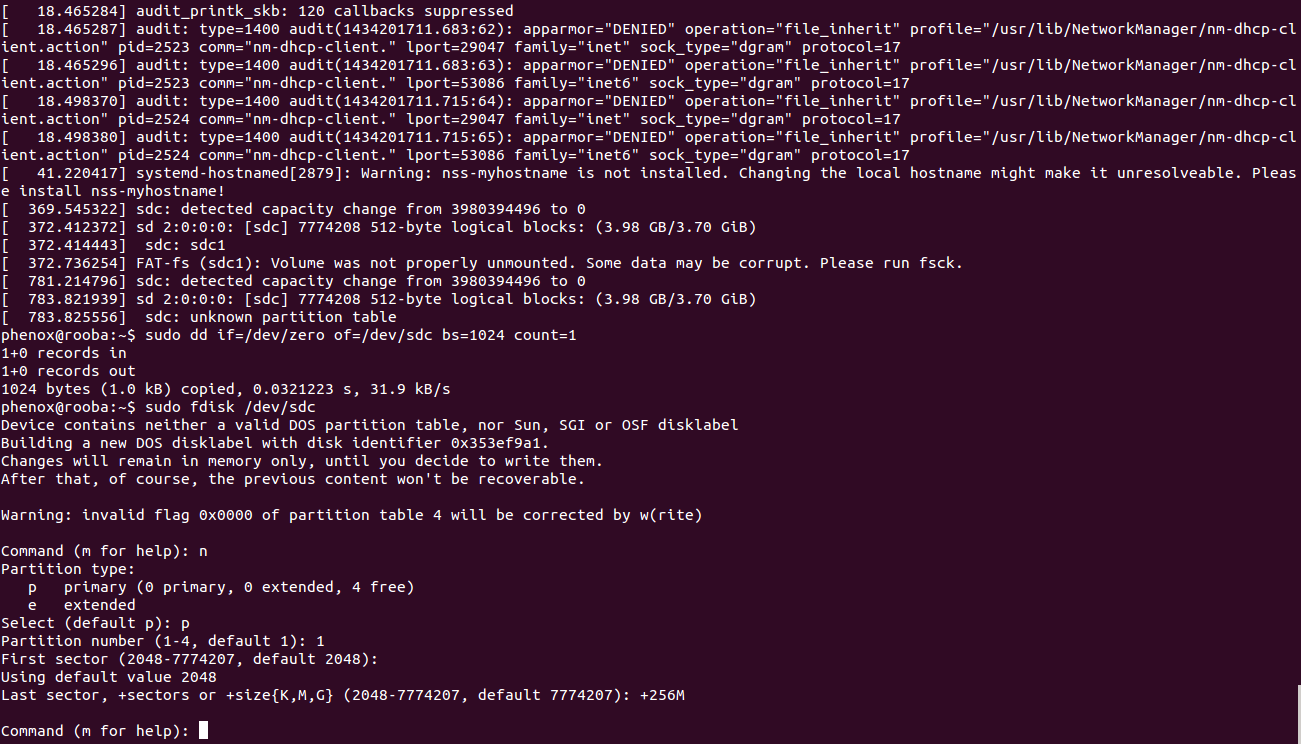 [   18.465284] audit_printk_skb: 120 callbacks suppressed
[   18.465287] audit: type=1400 audit(1434201711.683:62): apparmor="DENIED" operation="file_inherit" profile="/usr/lib/NetworkManager/nm-dhcp-cl
ient.action" pid=2523 comm="nm-dhcp-client." lport=29047 family="inet" sock_type="dgram" protocol=17
[   18.465296] audit: type=1400 audit(1434201711.683:63): apparmor="DENIED" operation="file_inherit" profile="/usr/lib/NetworkManager/nm-dhcp-cl
ient.action" pid=2523 comm="nm-dhcp-client." lport=53086 family="inet6" sock_type="dgram" protocol=17
[   18.498370] audit: type=1400 audit(1434201711.715:64): apparmor="DENIED" operation="file_inherit" profile="/usr/lib/NetworkManager/nm-dhcp-cl
ient.action" pid=2524 comm="nm-dhcp-client." lport=29047 family="inet" sock_type="dgram" protocol=17
[   18.498380] audit: type=1400 audit(1434201711.715:65): apparmor="DENIED" operation="file_inherit" profile="/usr/lib/NetworkManager/nm-dhcp-cl
ient.action" pid=2524 comm="nm-dhcp-client." lport=53086 family="inet6" sock_type="dgram" protocol=17
[   41.220417] systemd-hostnamed[2879]: Warning: nss-myhostname is not installed. Changing the local hostname might make it unresolveable. Pleas
e install nss-myhostname!
[  369.545322] sdc: detected capacity change from 3980394496 to 0
[  372.412372] sd 2:0:0:0: [sdc] 7774208 512-byte logical blocks: (3.98 GB/3.70 GiB)
[  372.414443]  sdc: sdc1
[  372.736254] FAT-fs (sdc1): Volume was not properly unmounted. Some data may be corrupt. Please run fsck.
[  781.214796] sdc: detected capacity change from 3980394496 to 0
[  783.821939] sd 2:0:0:0: [sdc] 7774208 512-byte logical blocks: (3.98 GB/3.70 GiB)
[  783.825556]  sdc: unknown partition table
phenox@rooba:~$ sudo dd if=/dev/zero of=/dev/sdc bs=1024 count=1
1+0 records in
1+0 records out
1024 bytes (1.0 kB) copied, 0.0321223 s, 31.9 kB/s
phenox@rooba:~$ sudo fdisk /dev/sdc
Device contains neither a valid DOS partition table, nor Sun, SGI or OSF disklabel
Building a new DOS disklabel with disk identifier 0x353ef9a1.
Changes will remain in memory only, until you decide to write them.
After that, of course, the previous content won't be recoverable.

Warning: invalid flag 0x0000 of partition table 4 will be corrected by w(rite)

Command (m for help): n
Partition type:
   p   primary (0 primary, 0 extended, 4 free)
   e   extended
Select (default p): p
Partition number (1-4, default 1): 1
First sector (2048-7774207, default 2048):
Using default value 2048
Last sector, +sectors or +size{K,M,G} (2048-7774207, default 7774207): +256M

Command (m for help):